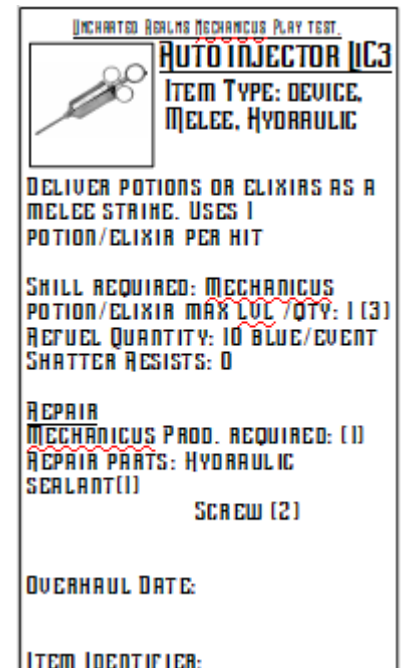 Uncharted Realms Mechanicus Play test.
Autoinjector LIC3
Item Type: device,
Melee, Hydraulic
Deliver potions or elixirs as a
melee strike. Uses 1
potion/elixir per hit
Skill required: Mechanicus
potion/elixir max lvl /qty: 1 (3)
Refuel Quantity: 10 blue/event
Shatter Resists: 0
Repair
Mechanicus Prod. required: (1)
Repair parts: Hydraulic
sealant(1)
Screw (2)
Overhaul Date:
Item Identifier: